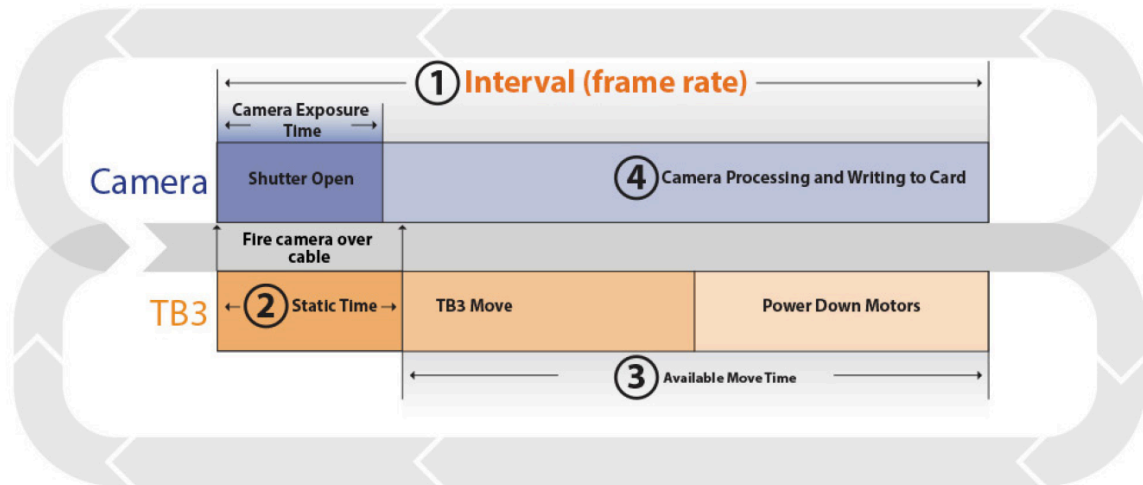 1 Interval (frame rate)
Camera Exposure
Time
Camera
Shutter Open
4 Camera Processing and Writing to Card
Fire camera over
cable
TB3
2 Static Time
TB3 Move
Power Down Motors
3 Available Move Time